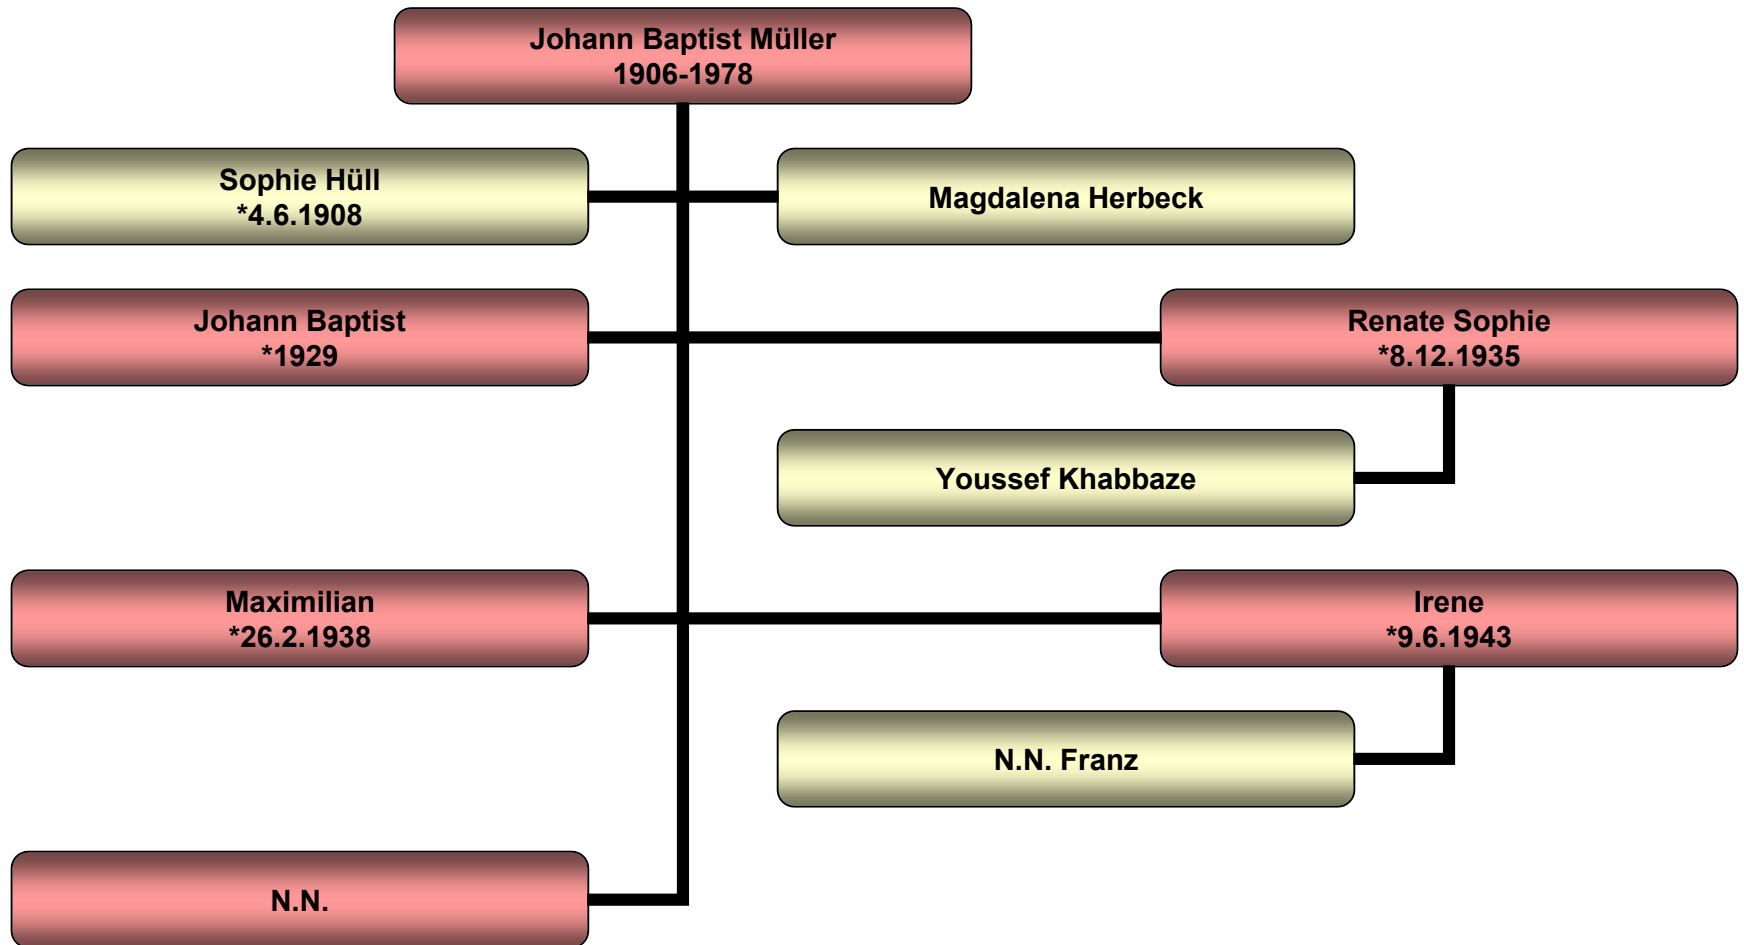 Johann Baptist Müller
1906-1978
Sophie Hüll
*4.6.1908
Magdalena Herbeck
Johann Baptist
*1929
Renate Sophie
*8.12.1935
Youssef Khabbaze
Maximilian
*26.2.1938
Irene
*9.6.1943
N.N. Franz
N.N.